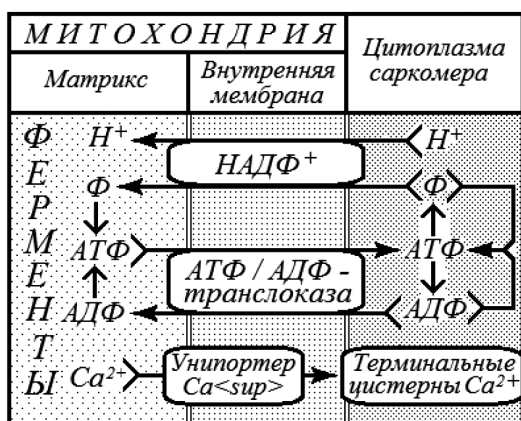 МИТОХОНДРИЯ
Цитоплазма
саркомера
Матрикс
Внутренняя
мембрана
ФЕРМЕНТЫ
H⁺
H⁺
НАДФ⁺
Ф
Ф
АТФ
АТФ
АТФ / АДФ -
транслоказа
АДФ
АДФ
Ca²⁺
Унипортер
Ca<sup>
Терминальные
цистерны Ca²⁺